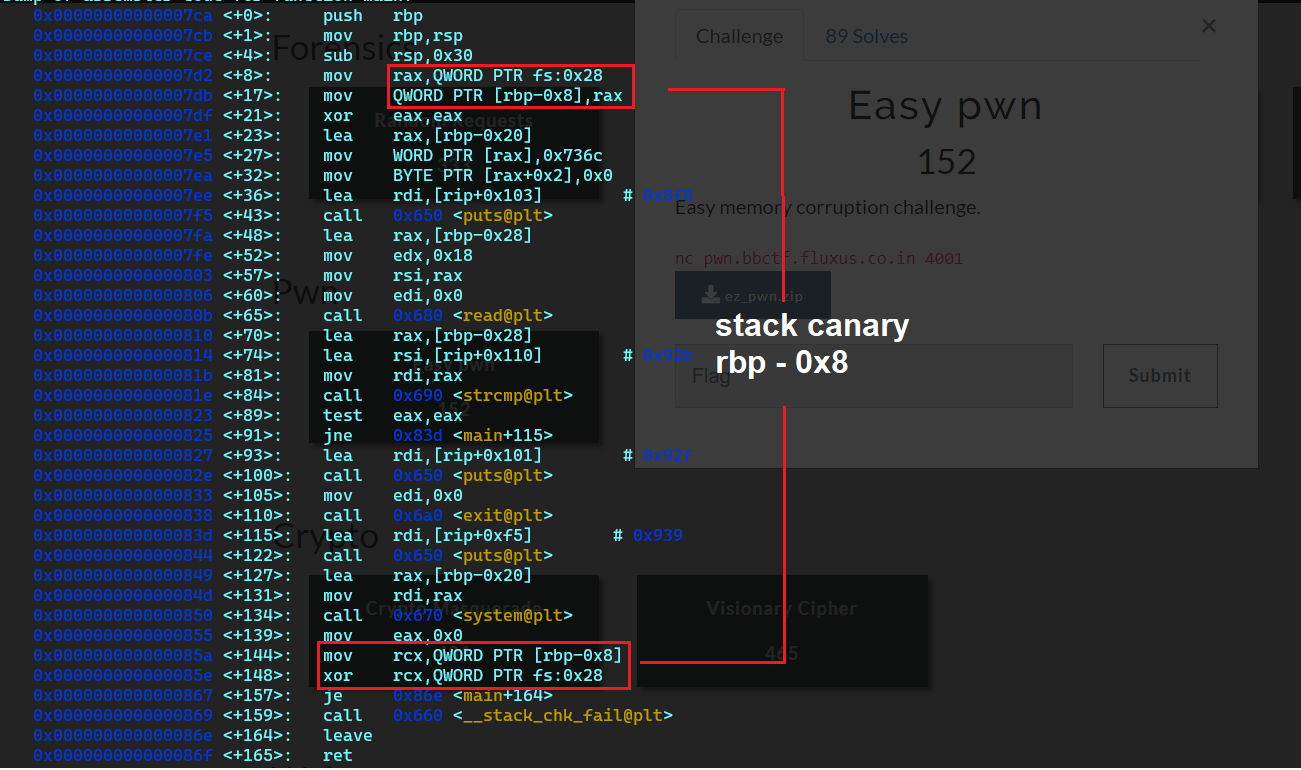 0x00000000000007ca <+0>: push rbp
0x00000000000007cb <+1>: mov rbp,rsp
0x00000000000007ce <+4>: sub rsp,0x30
0x00000000000007d2 <+8>: mov rax,QWORD PTR fs:0x28
0x00000000000007db <+17>: mov QWORD PTR [rbp-0x8],rax
0x00000000000007df <+21>: xor eax,eax
0x00000000000007e1 <+23>: lea rax,[rbp-0x20]
0x00000000000007e5 <+27>: mov WORD PTR [rax],0x736c
0x00000000000007ea <+32>: mov BYTE PTR [rax+0x2],0x0
0x00000000000007ee <+36>: lea rdi,[rip+0x103] # 0x8f8
0x00000000000007f5 <+43>: call 0x650 <puts@plt>
0x00000000000007fa <+48>: lea rax,[rbp-0x28]
0x00000000000007fe <+52>: mov edx,0x18
0x0000000000000803 <+57>: mov rsi,rax
0x0000000000000806 <+60>: mov edi,0x0
0x000000000000080b <+65>: call 0x680 <read@plt>
0x0000000000000810 <+70>: lea rax,[rbp-0x28]
0x0000000000000814 <+74>: lea rsi,[rip+0x110] # 0x92b
0x000000000000081b <+81>: mov rdi,rax
0x000000000000081e <+84>: call 0x690 <strcmp@plt>
0x0000000000000823 <+89>: test eax,eax
0x0000000000000825 <+91>: jne 0x83d <main+115>
0x0000000000000827 <+93>: lea rdi,[rip+0x101] # 0x92f
0x000000000000082e <+100>: call 0x650 <puts@plt>
0x0000000000000833 <+105>: mov edi,0x0
0x0000000000000838 <+110>: call 0x6a0 <exit@plt>
0x000000000000083d <+115>: lea rdi,[rip+0xf5] # 0x939
0x0000000000000844 <+122>: call 0x650 <puts@plt>
0x0000000000000849 <+127>: lea rax,[rbp-0x20]
0x000000000000084d <+131>: mov rdi,rax
0x0000000000000850 <+134>: call 0x670 <system@plt>
0x0000000000000855 <+139>: mov eax,0x0
0x000000000000085a <+144>: mov rcx,QWORD PTR [rbp-0x8]
0x000000000000085e <+148>: xor rcx,QWORD PTR fs:0x28
0x0000000000000867 <+157>: je 0x86e <main+164>
0x0000000000000869 <+159>: call 0x660 <__stack_chk_fail@plt>
0x000000000000086e <+164>: leave
0x000000000000086f <+165>: ret
Forensics
Random Requests
Pwn
Easy pwn
152
Crypto
Crypto Masquerade
Visionary Cipher
465
Challenge
89 Solves
×
Easy pwn
152
Easy memory corruption challenge.
nc pwn.bbctf.fluxus.co.in 4001
ez_pwn.zip
Flag
Submit
stack canary
rbp - 0x8